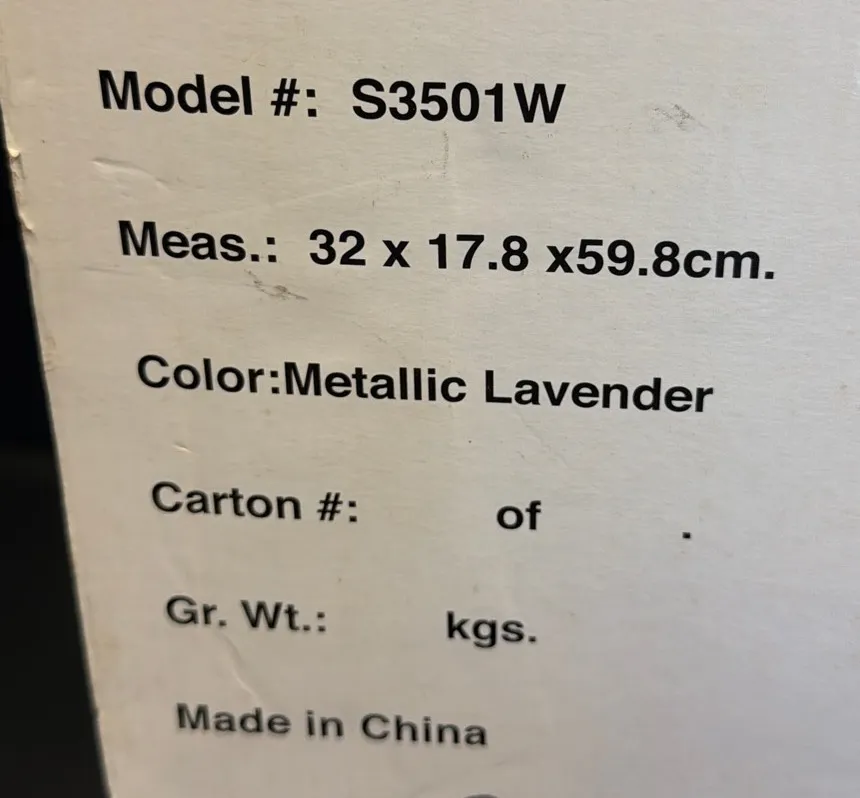 Model #: S3501W
Meas.: 32 x 17.8 x59.8cm.
Color:Metallic Lavender
Carton #: of .
Gr. Wt.: kgs.
Made in China